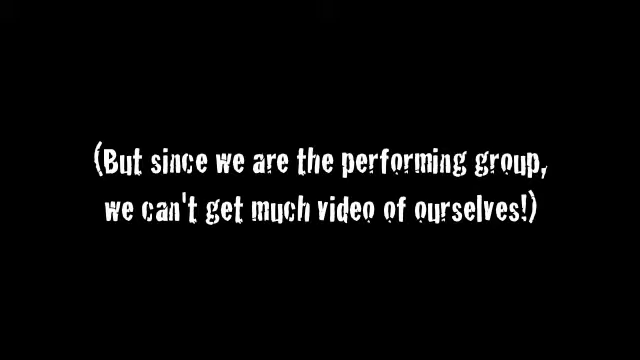 (But since we are the performing group,
we can't get much video of ourselves!)